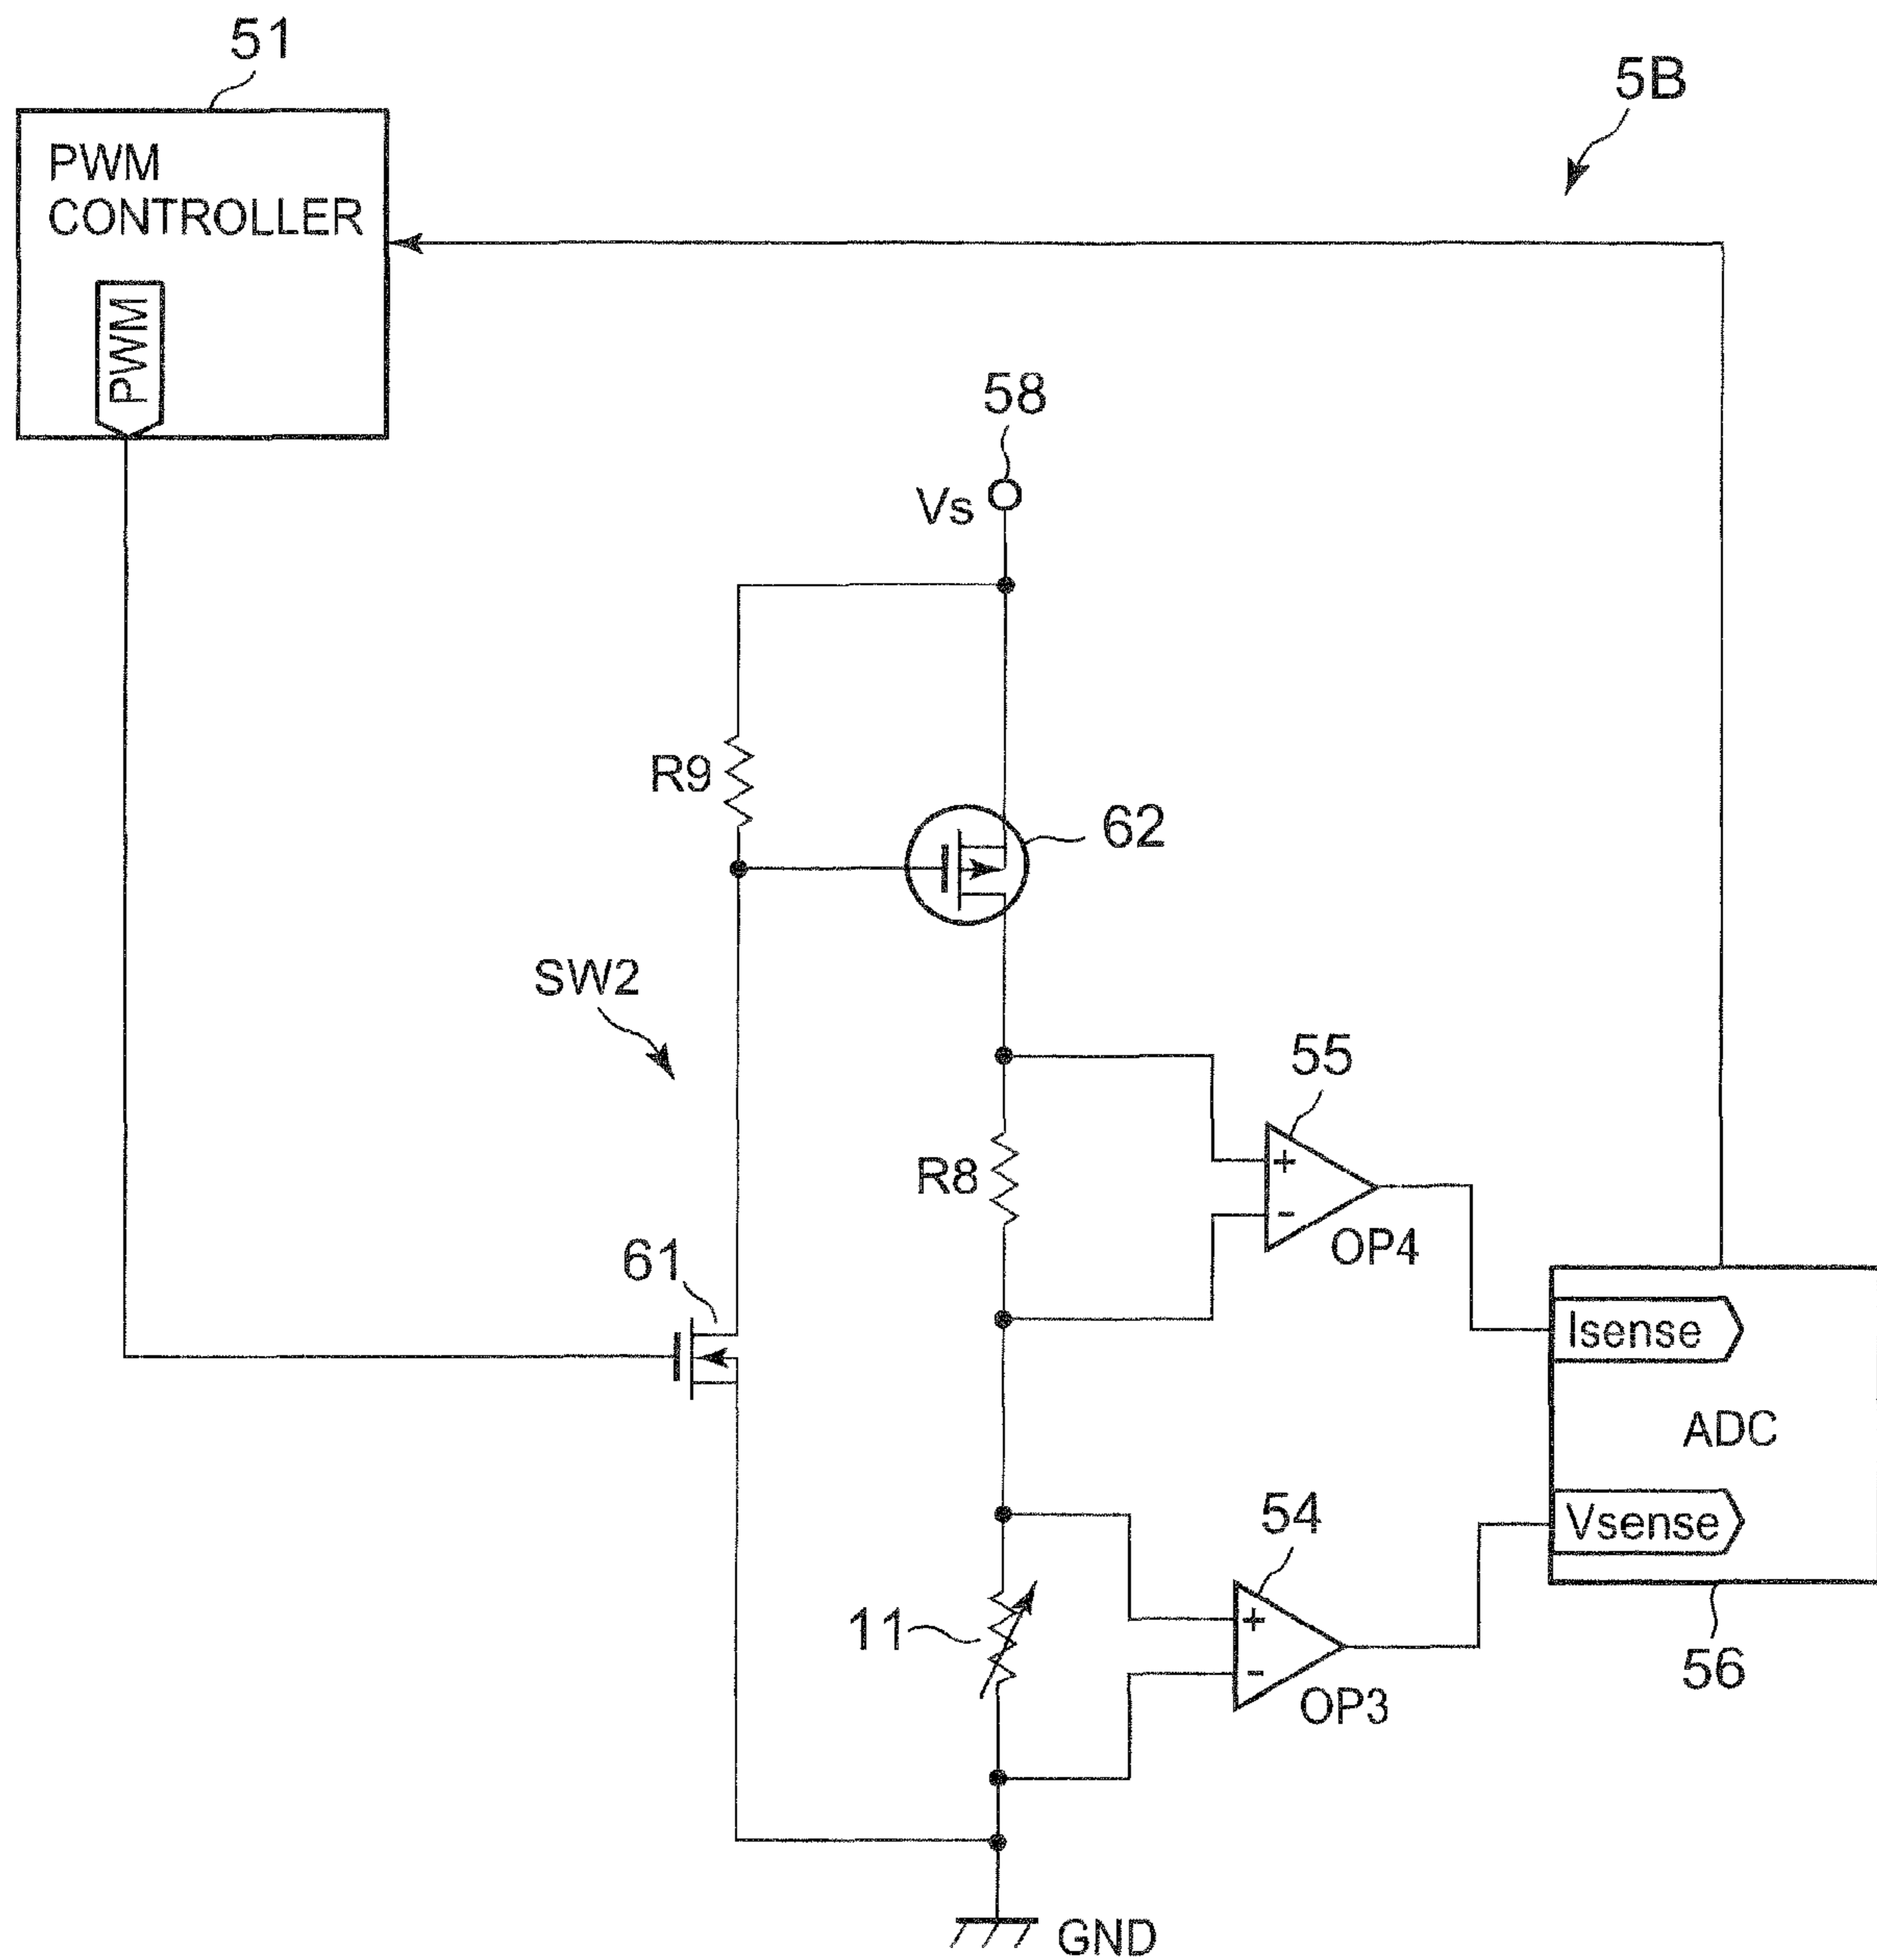 51
5B
PWM
CONTROLLER
PWM
58
Vs
R9
62
SW2
55
+
R8
-
61
OP4
Isense
ADC
54
Vsense
11
+
-
56
OP3
GND